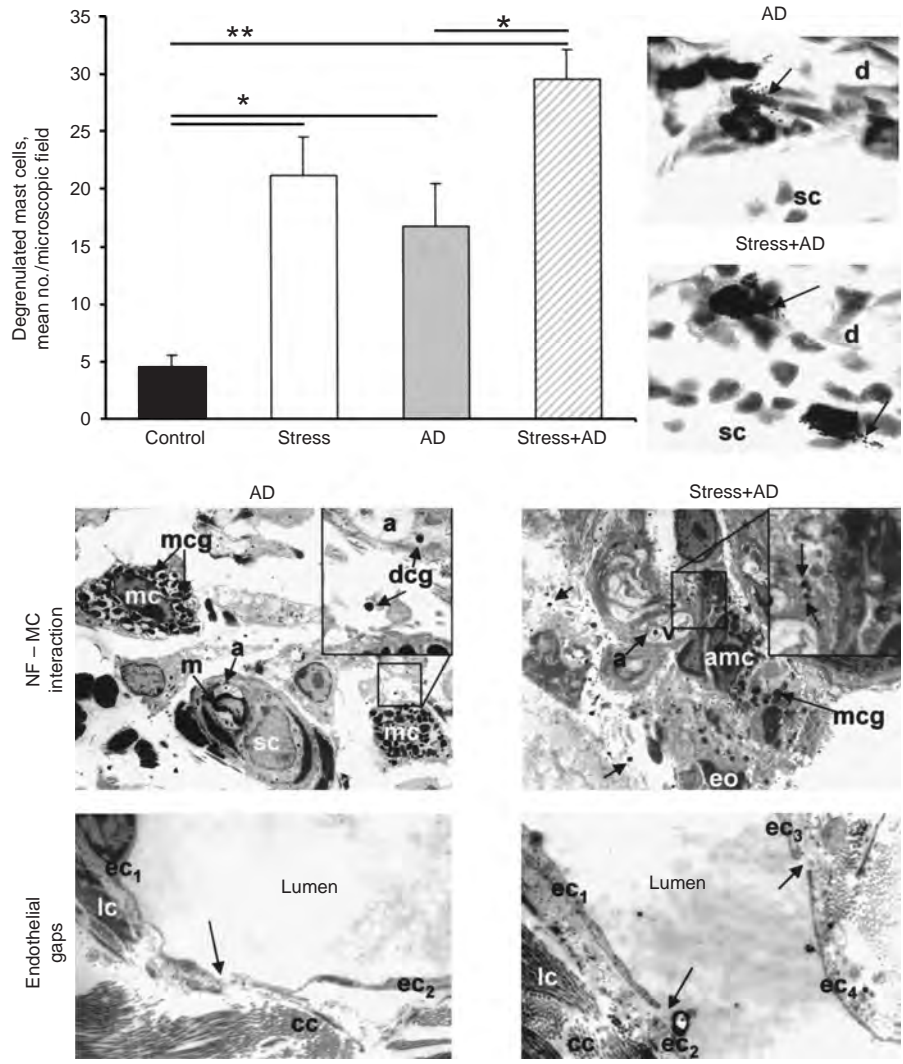 Degrenulated mast cells,
mean no./microscopic field
35
30
25
20
15
10
5
0
**
*
*
Control
Stress
AD
Stress+AD
AD
d
sc
Stress+AD
d
sc
NF – MC
interaction
AD
mcg
mc
a
dcg
m
a
sc
mc
Stress+AD
a
v
amc
mcg
eo
Endothelial
gaps
ec1
Lumen
lc
ec2
cc
ec3
ec1
Lumen
lc
ec4
cc
ec2